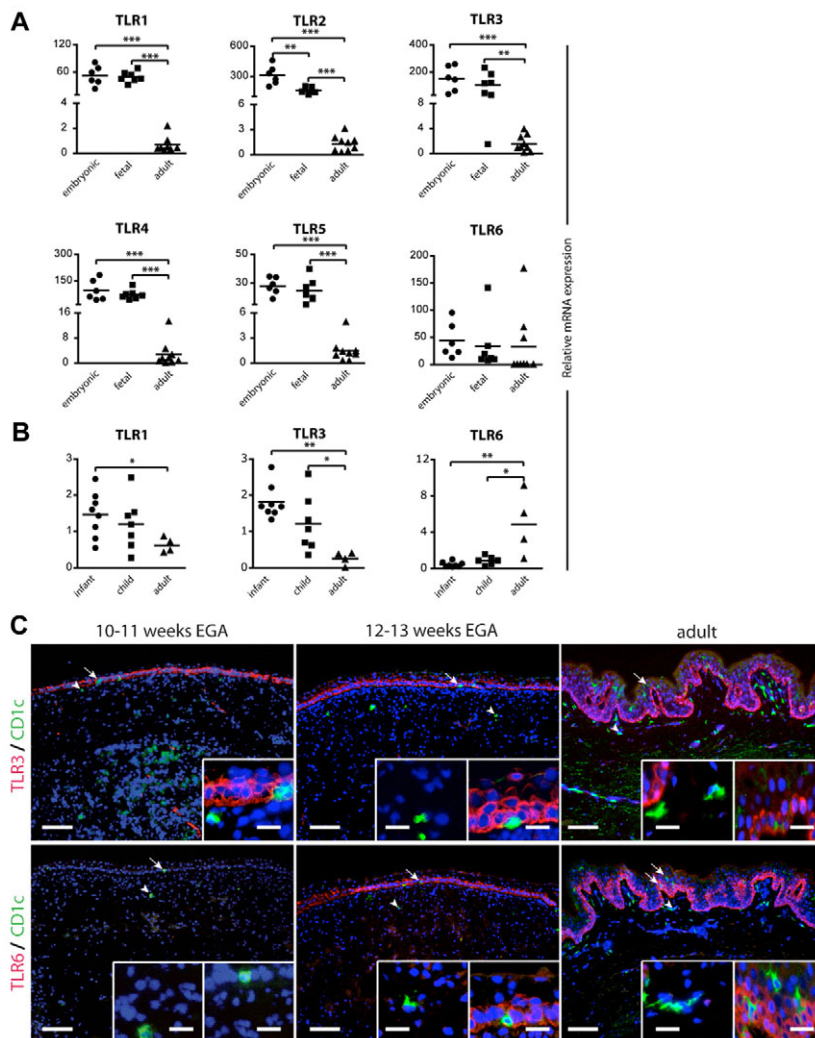 A
TLR1 TLR2 TLR3
*** *** ***
*** ** *** **
120 60 4 2 0
600 300 6 3 0
400 200 8 4 0
embryonic fetal adult embryonic fetal adult embryonic fetal adult
TLR4 TLR5 TLR6
*** *** *** ***
300 150 16 8 0
60 30 6 3 0
200 150 100 50 0
embryonic fetal adult embryonic fetal adult embryonic fetal adult
Relative mRNA expression
B
TLR1 TLR3 TLR6
* ** * ** *
3 2 1 0
3 2 1 0
12 8 4 0
infant child adult infant child adult infant child adult
C
10-11 weeks EGA 12-13 weeks EGA adult
TLR3 / CD1c
TLR6 / CD1c